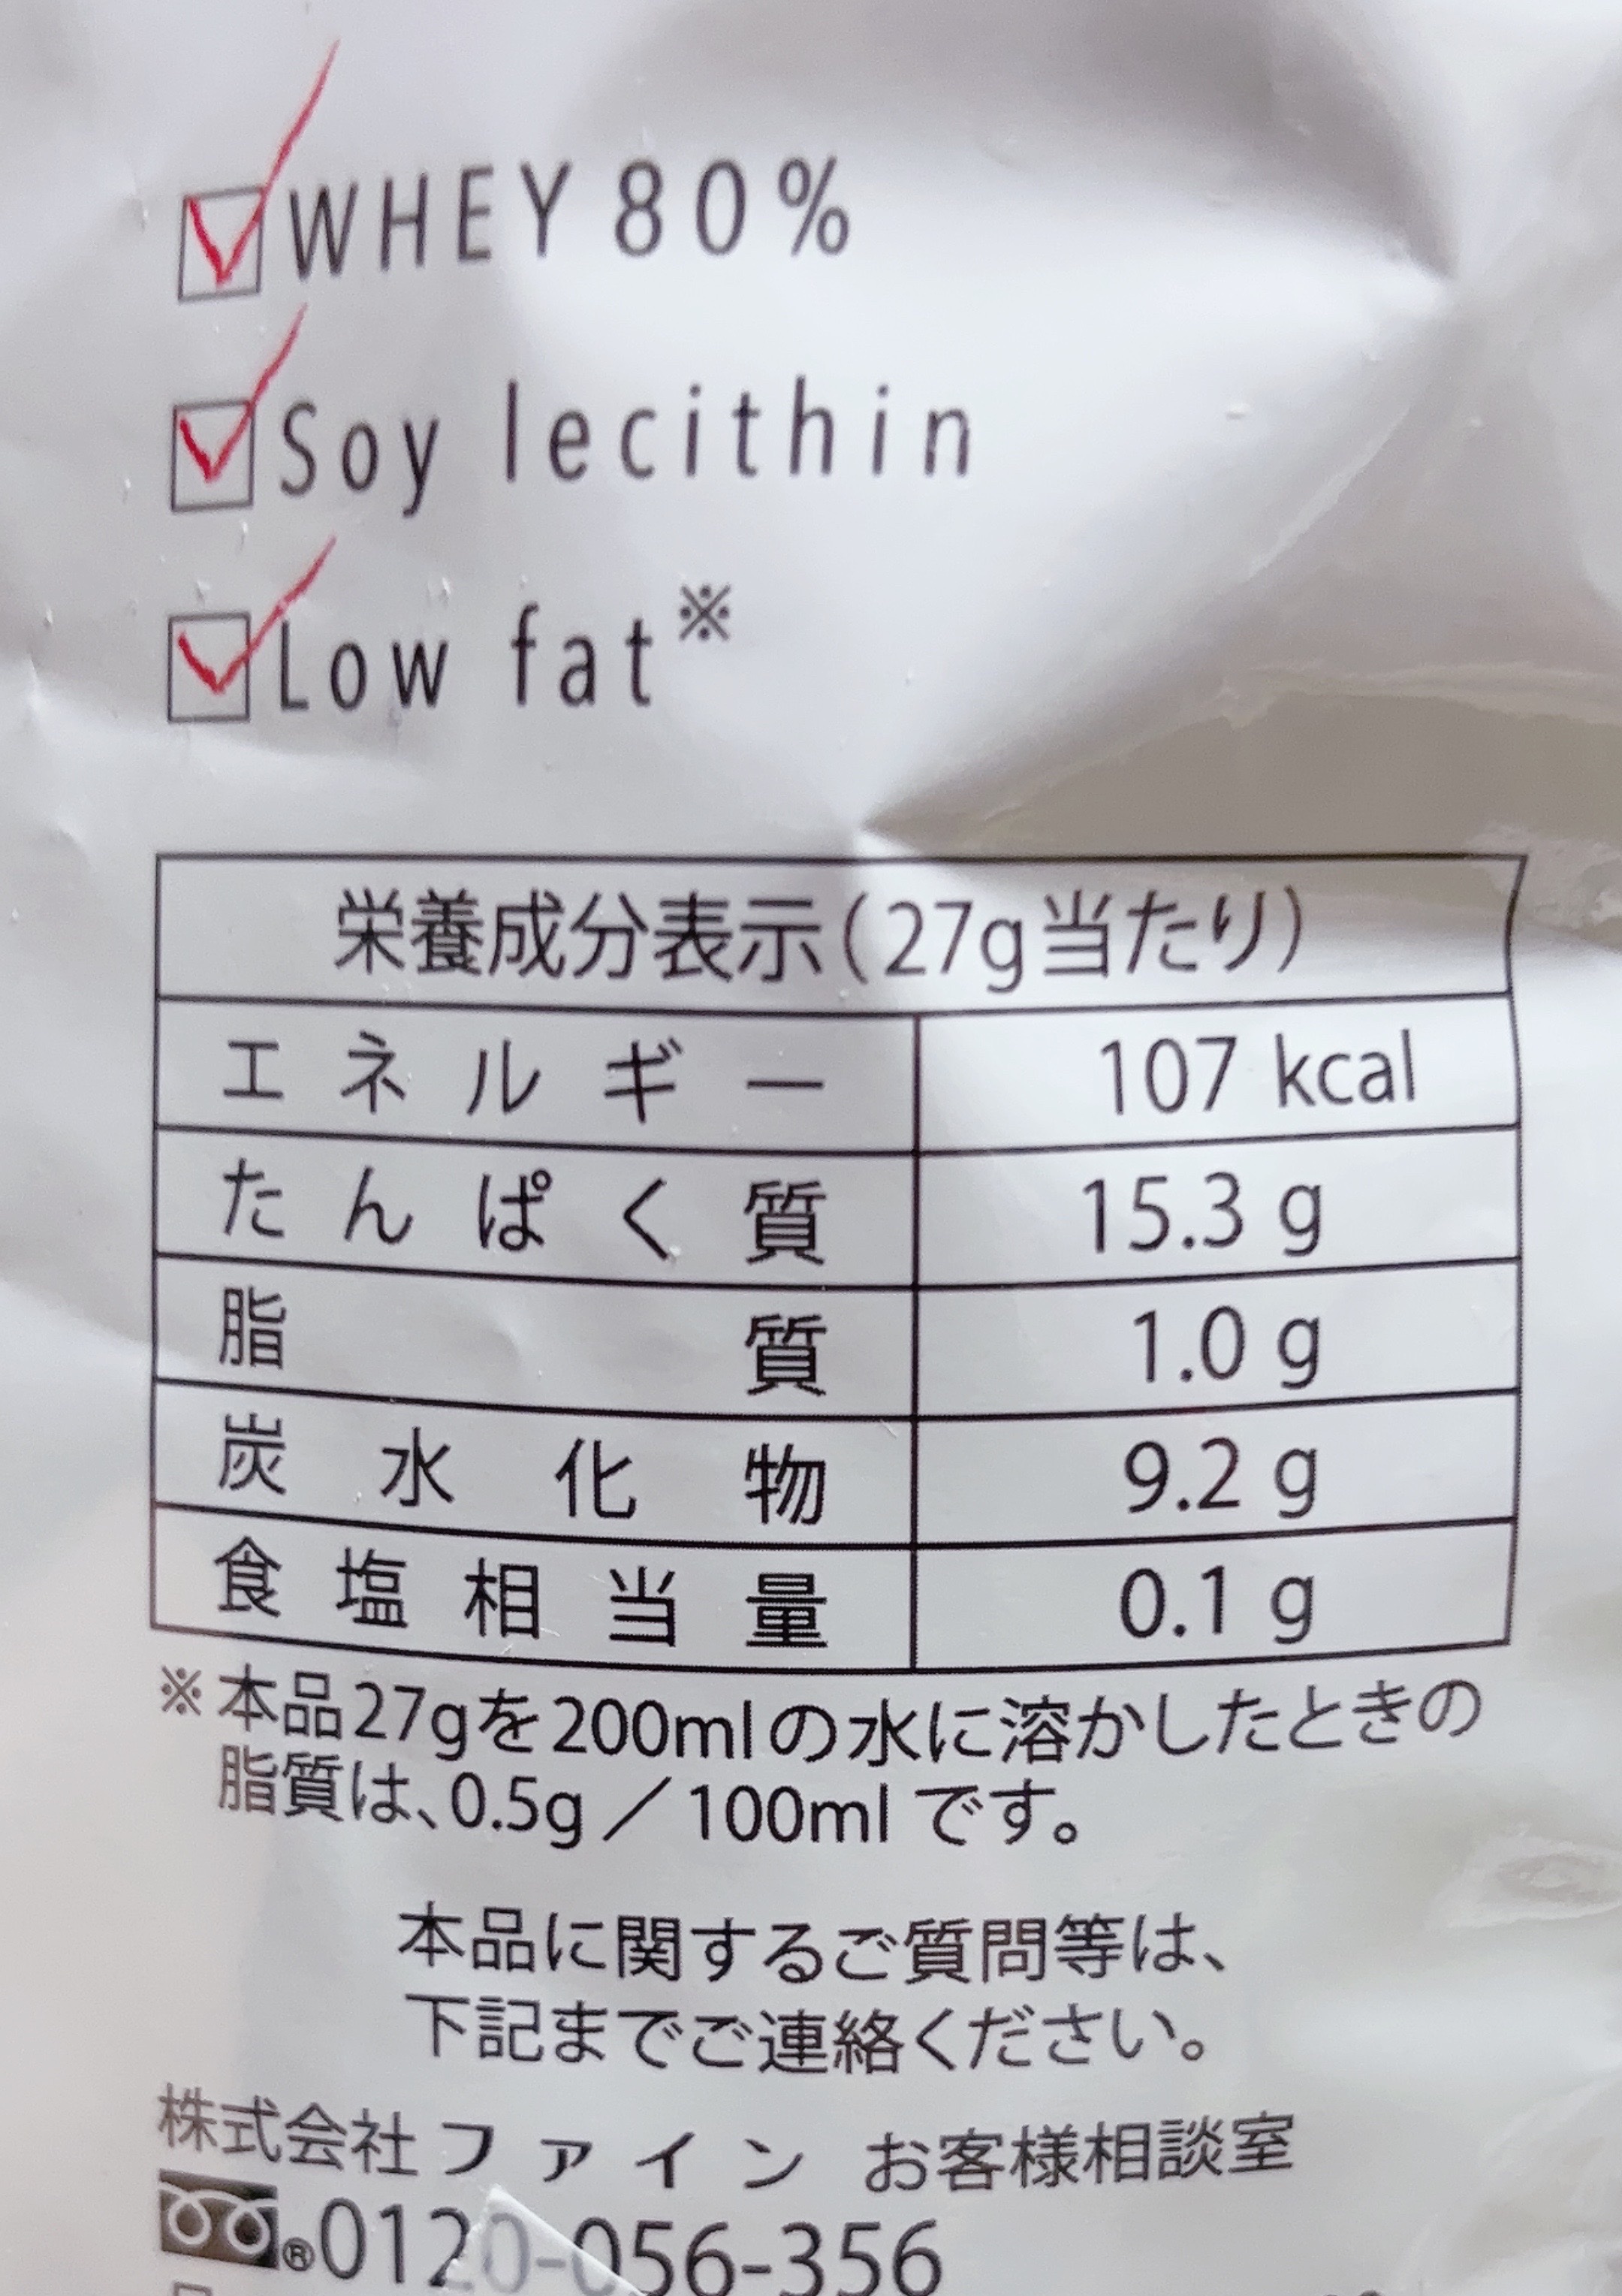 WHEY 80%
Soy lecithin
Low fat※
栄養成分表示(27g当たり)
エネルギー 107 kcal
たんぱく質 15.3 g
脂質 1.0 g
炭水化物 9.2 g
食塩相当量 0.1 g
※本品27gを200mlの水に溶かしたときの
脂質は、0.5g／100mlです。
本品に関するご質問等は、
下記までご連絡ください。
株式会社ファイン お客様相談室
®0120-056-356